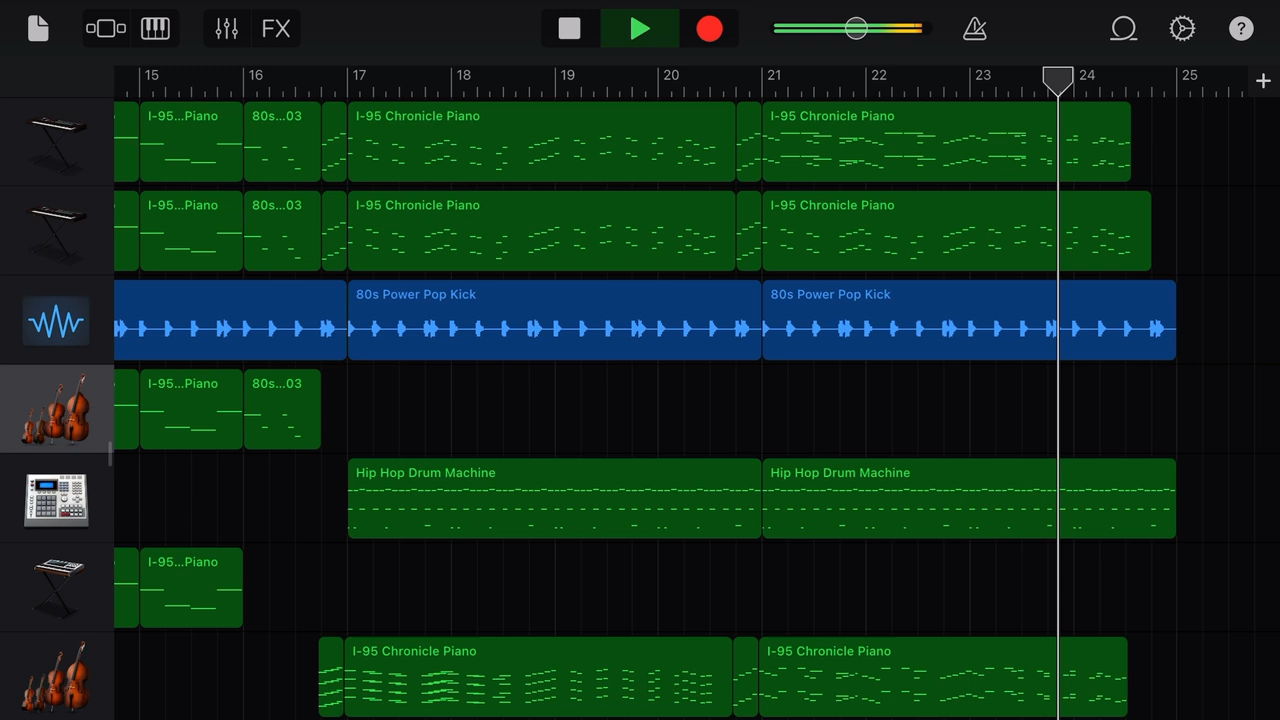 FX
?
15 16 17 18 19 20 21 22 23 24 25 +
I-95...Piano 80s...03 I-95 Chronicle Piano I-95 Chronicle Piano
I-95...Piano 80s...03 I-95 Chronicle Piano I-95 Chronicle Piano
80s Power Pop Kick 80s Power Pop Kick
I-95...Piano 80s...03
Hip Hop Drum Machine Hip Hop Drum Machine
I-95...Piano
I-95 Chronicle Piano I-95 Chronicle Piano